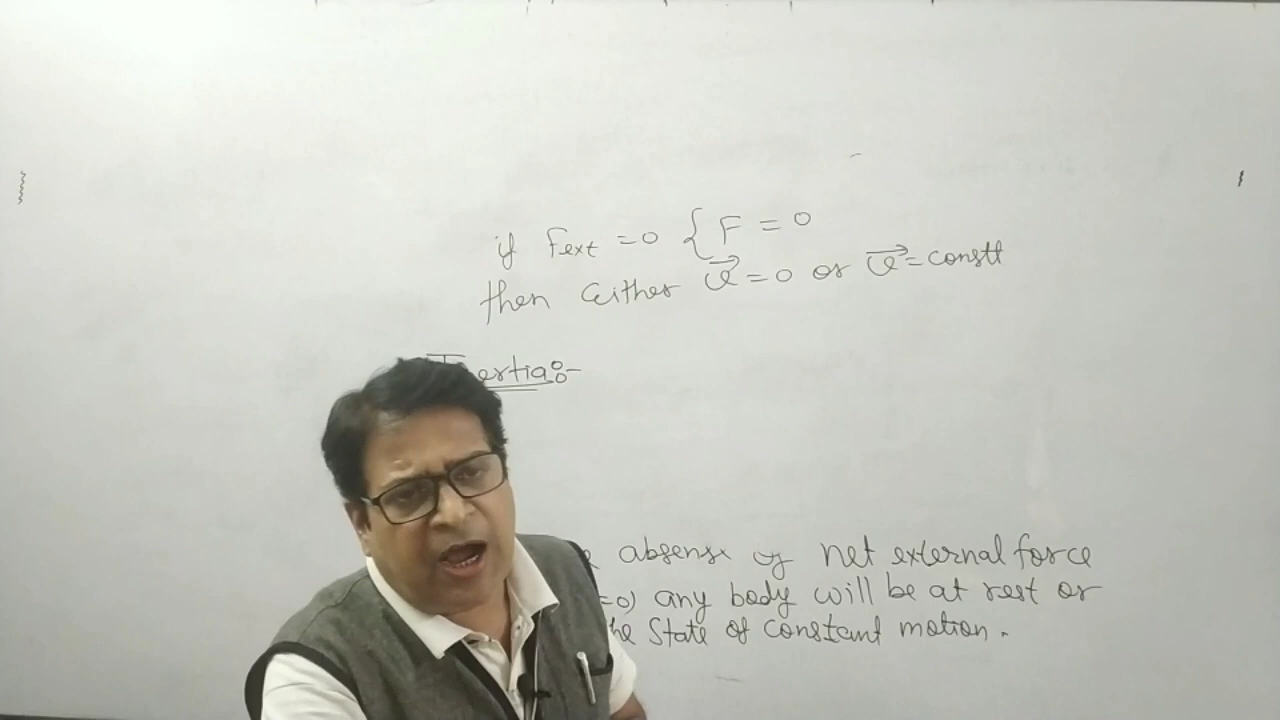 if Fext = 0 { F = 0
then either v⃗ = 0 or v⃗ = constt
Inertia:-
absense of net external force
=0) any body will be at rest or
the State of constant motion.